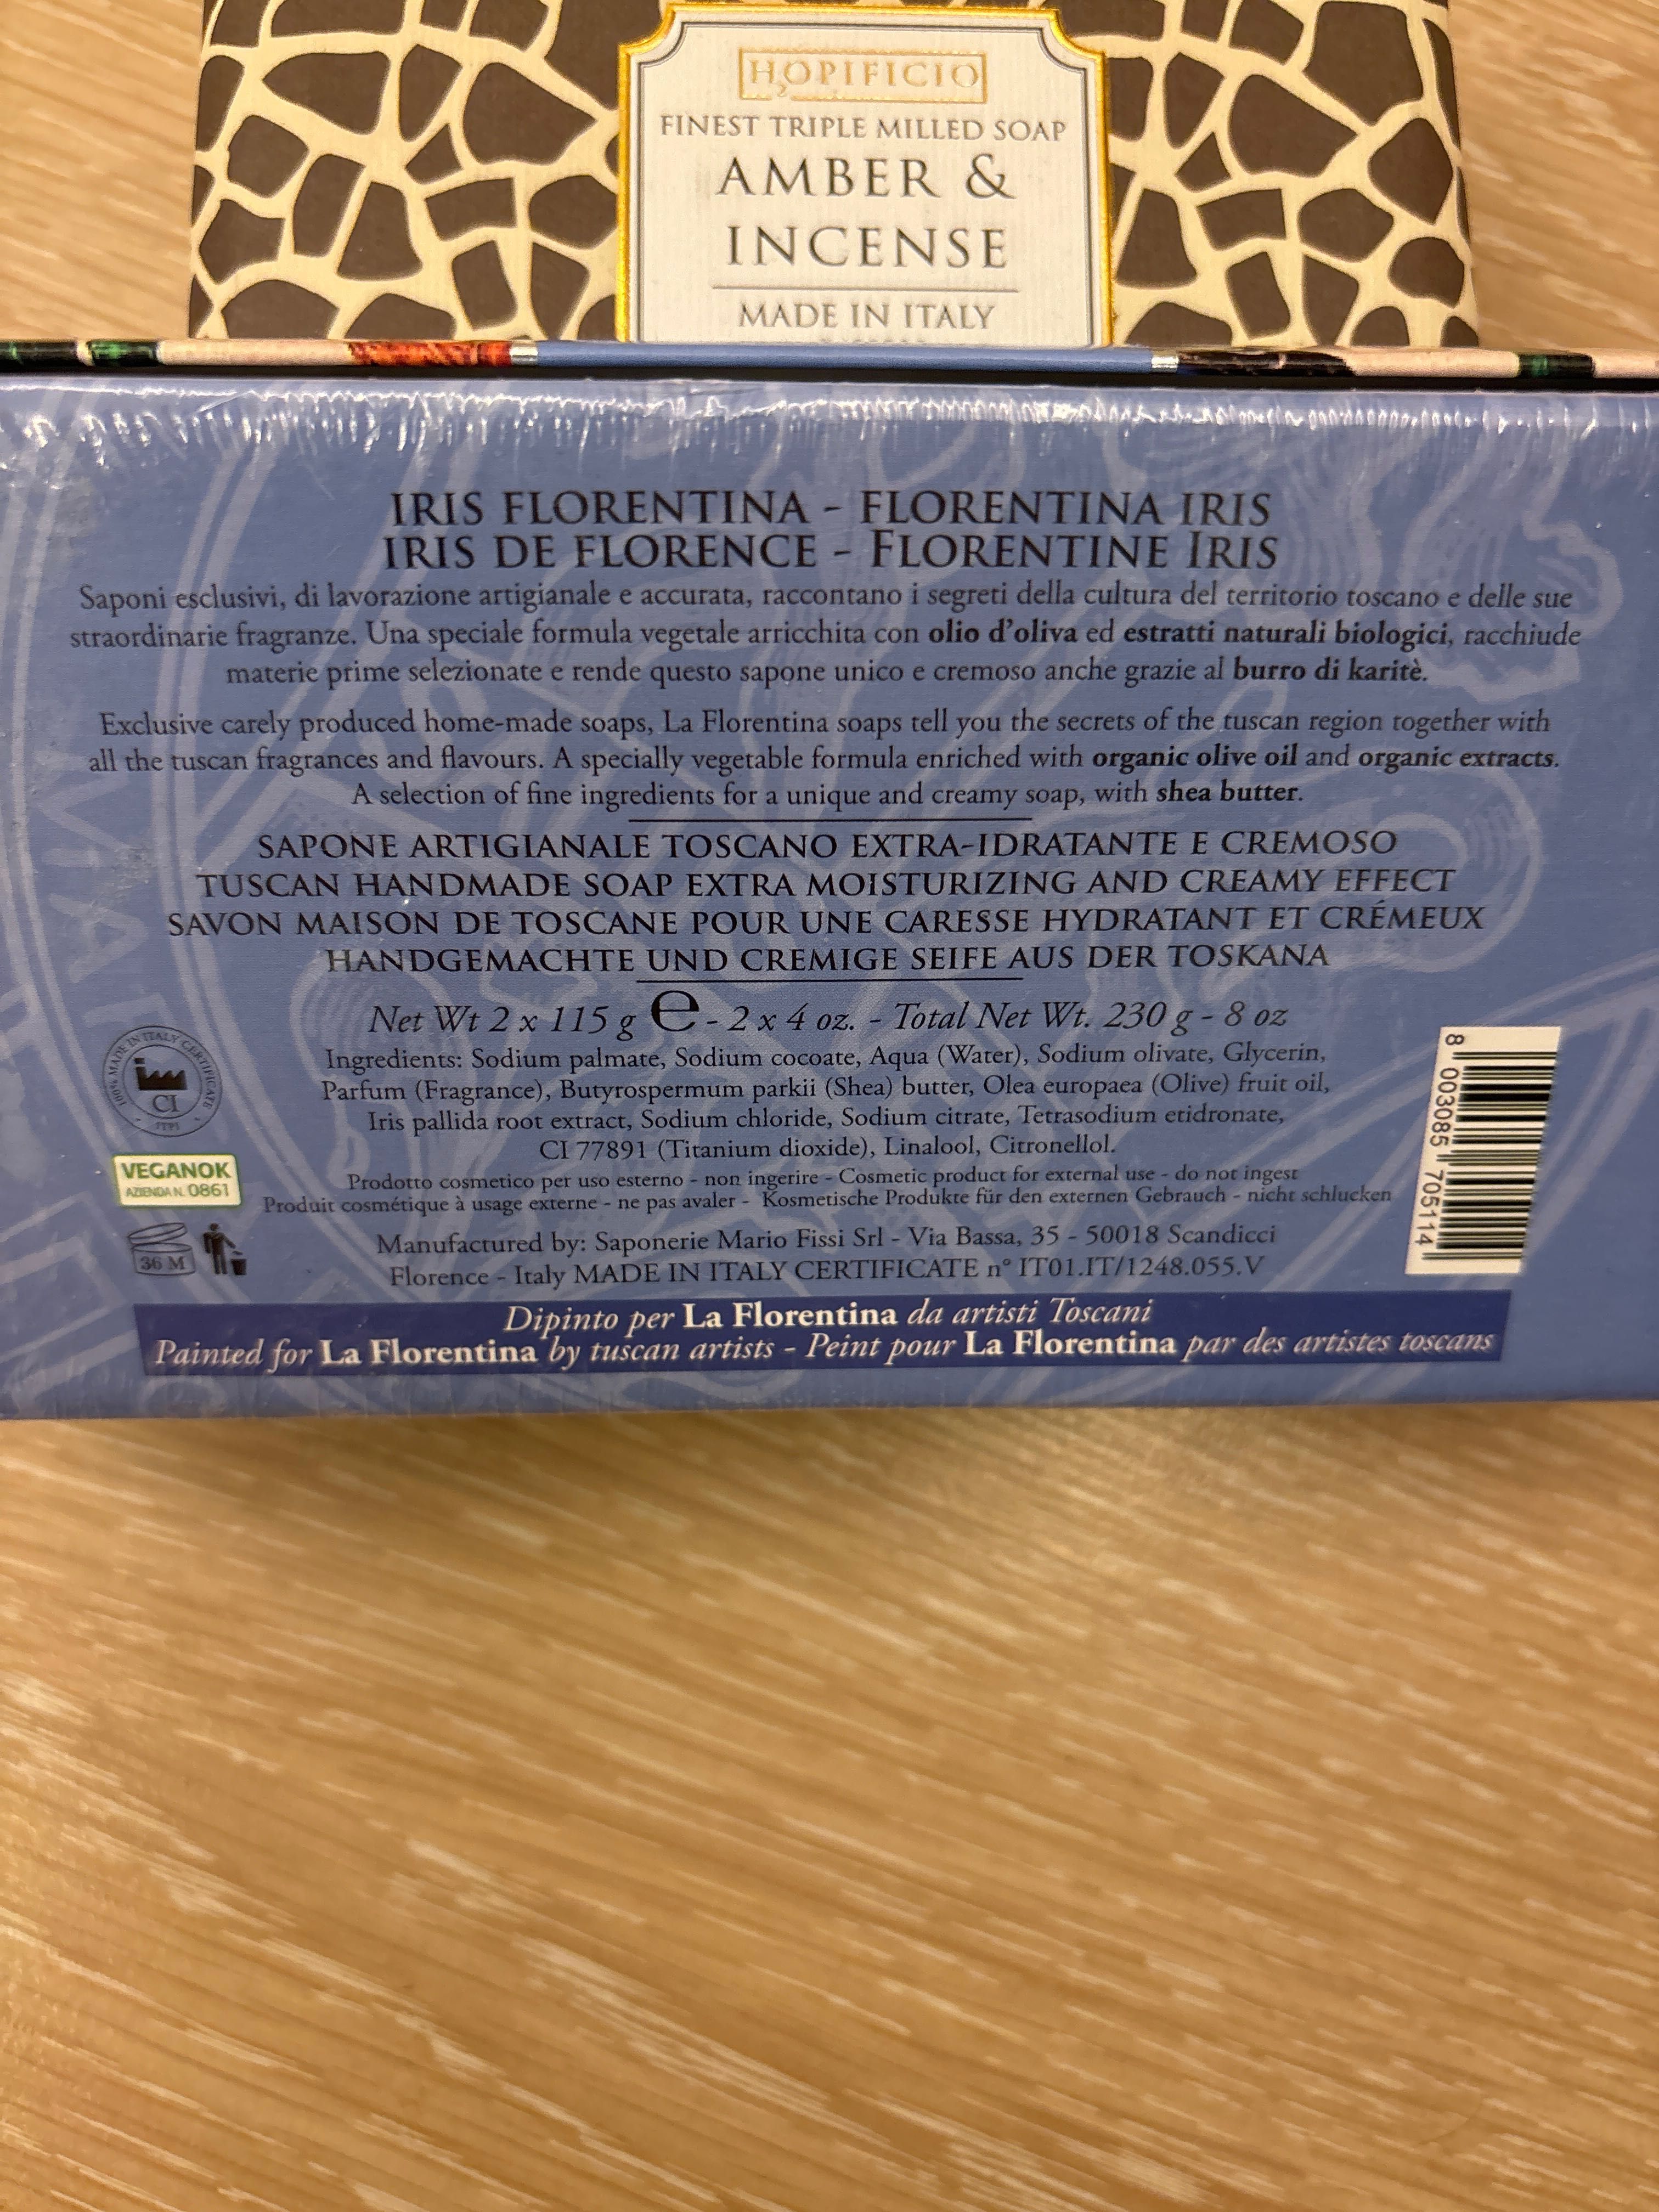 HOPIFICIO
FINEST TRIPLE MILLED SOAP
AMBER &
INCENSE
MADE IN ITALY
IRIS FLORENTINA - FLORENTINA IRIS
IRIS DE FLORENCE - FLORENTINE IRIS
Saponi esclusivi, di lavorazione artigianale e accurata, raccontano i segreti della cultura del territorio toscano e delle sue
straordinarie fragranze. Una speciale formula vegetale arricchita con olio d'oliva ed estratti naturali biologici, racchiude
materie prime selezionate e rende questo sapone unico e cremoso anche grazie al burro di karitè.
Exclusive carely produced home-made soaps, La Florentina soaps tell you the secrets of the tuscan region together with
all the tuscan fragrances and flavours. A specially vegetable formula enriched with organic olive oil and organic extracts.
A selection of fine ingredients for a unique and creamy soap, with shea butter.
SAPONE ARTIGIANALE TOSCANO EXTRA-IDRATANTE E CREMOSO
TUSCAN HANDMADE SOAP EXTRA MOISTURIZING AND CREAMY EFFECT
SAVON MAISON DE TOSCANE POUR UNE CARESSE HYDRATANT ET CRÉMEUX
HANDGEMACHTE UND CREMIGE SEIFE AUS DER TOSKANA
Net Wt 2 x 115 g ℮ - 2 x 4 oz. - Total Net Wt. 230 g - 8 oz
Ingredients: Sodium palmate, Sodium cocoate, Aqua (Water), Sodium olivate, Glycerin,
Parfum (Fragrance), Butyrospermum parkii (Shea) butter, Olea europaea (Olive) fruit oil,
Iris pallida root extract, Sodium chloride, Sodium citrate, Tetrasodium etidronate,
CI 77891 (Titanium dioxide), Linalool, Citronellol.
Prodotto cosmetico per uso esterno - non ingerire - Cosmetic product for external use - do not ingest
Produit cosmétique à usage externe - ne pas avaler - Kosmetische Produkte für den externen Gebrauch - nicht schlucken
Manufactured by: Saponerie Mario Fissi Srl - Via Bassa, 35 - 50018 Scandicci
Florence - Italy MADE IN ITALY CERTIFICATE n° IT01.IT/1248.055.V
100% MADE IN ITALY CERTIFICATE
CI
ITPI
VEGANOK
AZIENDA N. 0861
36 M
8 003085 705114
Dipinto per La Florentina da artisti Toscani
Painted for La Florentina by tuscan artists - Peint pour La Florentina par des artistes toscans